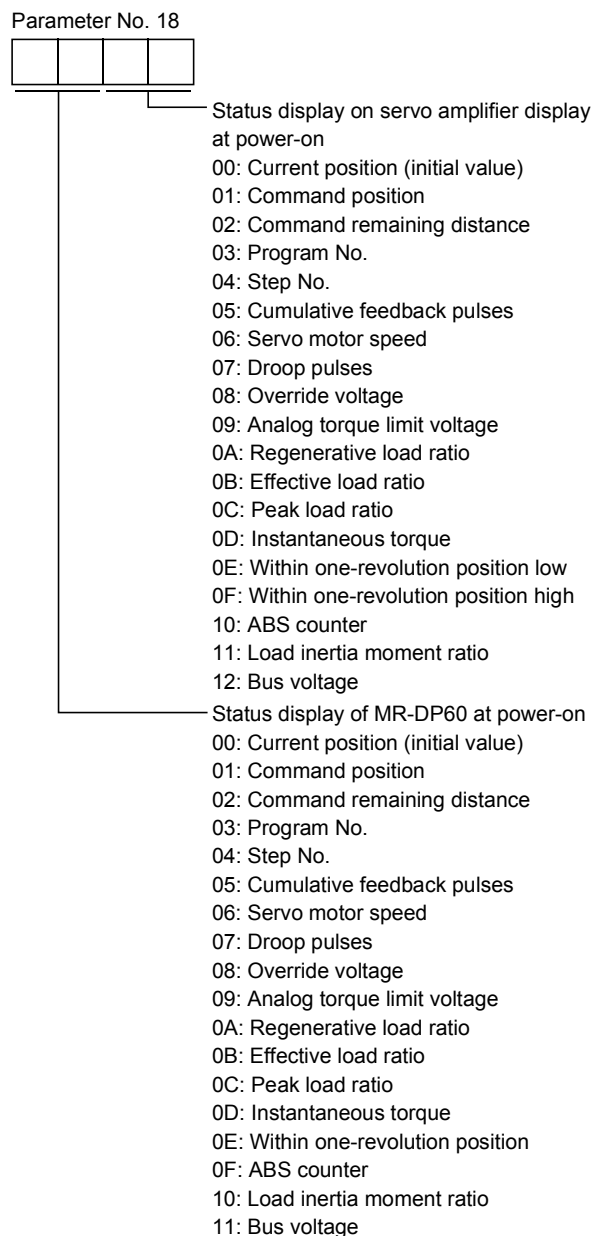 Parameter No. 18
Status display on servo amplifier display
at power-on
00: Current position (initial value)
01: Command position
02: Command remaining distance
03: Program No.
04: Step No.
05: Cumulative feedback pulses
06: Servo motor speed
07: Droop pulses
08: Override voltage
09: Analog torque limit voltage
0A: Regenerative load ratio
0B: Effective load ratio
0C: Peak load ratio
0D: Instantaneous torque
0E: Within one-revolution position low
0F: Within one-revolution position high
10: ABS counter
11: Load inertia moment ratio
12: Bus voltage
Status display of MR-DP60 at power-on
00: Current position (initial value)
01: Command position
02: Command remaining distance
03: Program No.
04: Step No.
05: Cumulative feedback pulses
06: Servo motor speed
07: Droop pulses
08: Override voltage
09: Analog torque limit voltage
0A: Regenerative load ratio
0B: Effective load ratio
0C: Peak load ratio
0D: Instantaneous torque
0E: Within one-revolution position
0F: ABS counter
10: Load inertia moment ratio
11: Bus voltage